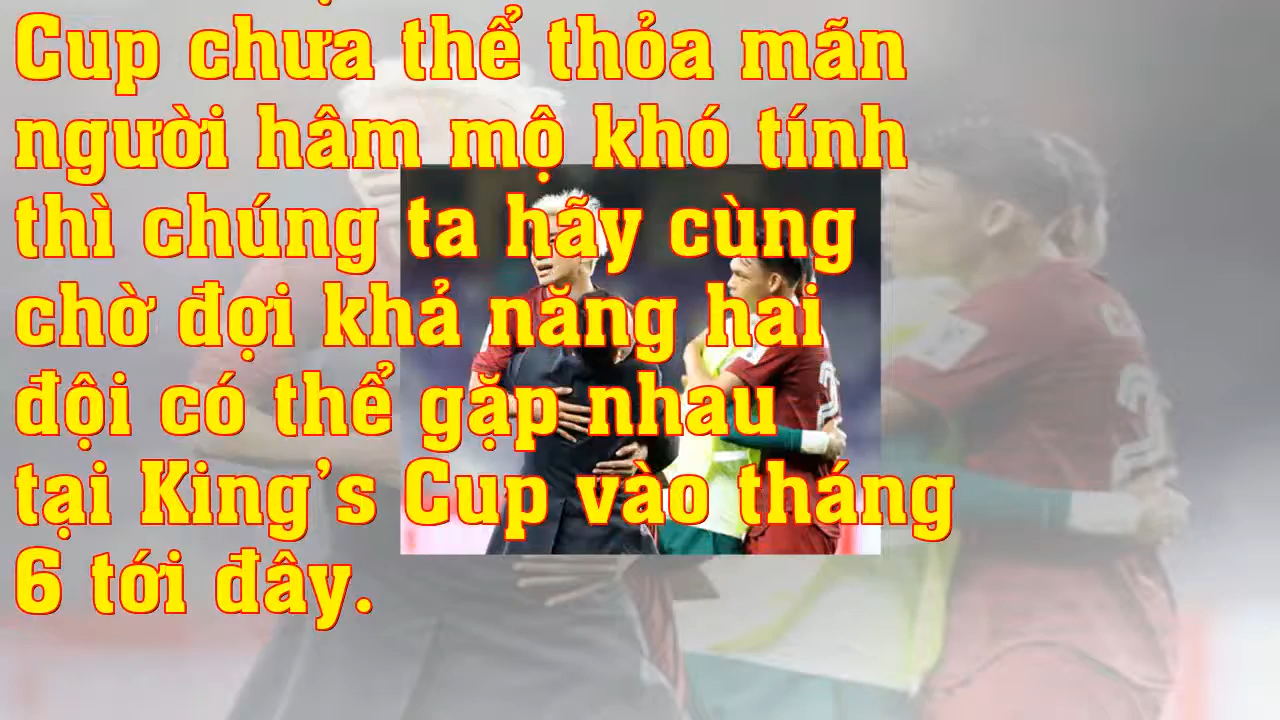 Cup chưa thể thỏa mãn
người hâm mộ khó tính
thì chúng ta hãy cùng
chờ đợi khả năng hai
đội có thể gặp nhau
tại King's Cup vào tháng
6 tới đây.